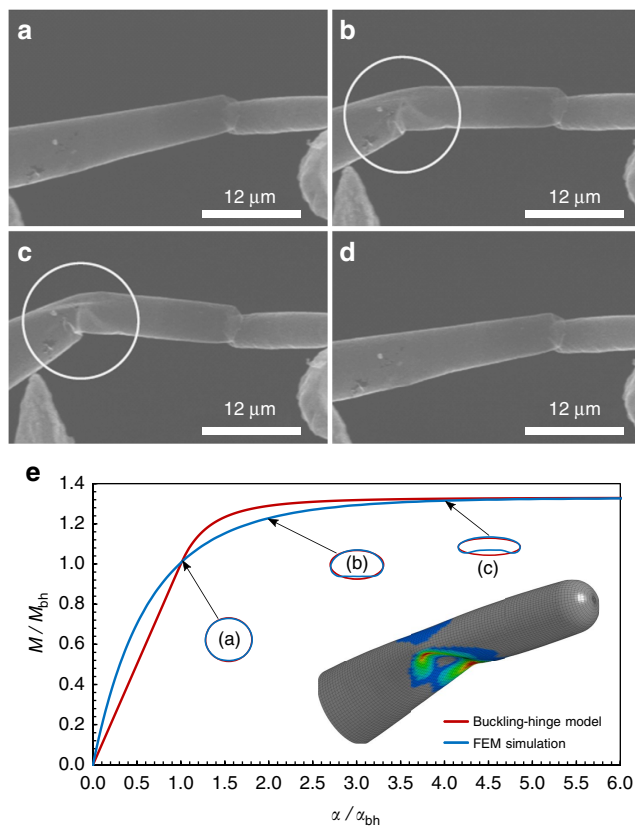 a
b
12 μm
12 μm
c
d
12 μm
12 μm
e
1.4
1.2
1.0
0.8
0.6
0.4
0.2
0.0
M / M_bh
(a)
(b)
(c)
Buckling-hinge model
FEM simulation
0.0 0.5 1.0 1.5 2.0 2.5 3.0 3.5 4.0 4.5 5.0 5.5 6.0
α / α_bh